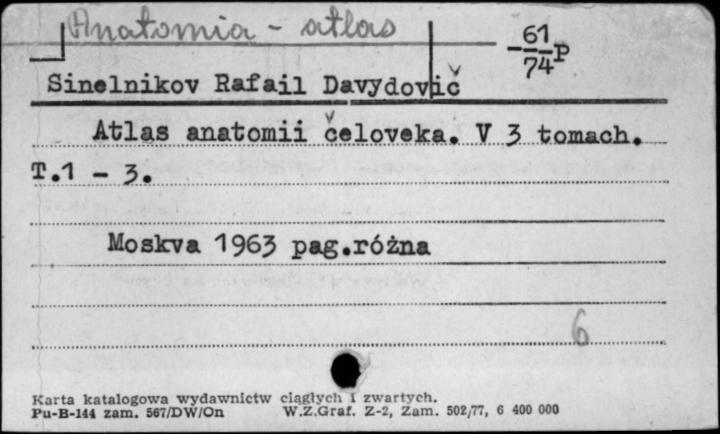 Anatomia - atlas
61
74 P
Sinelnikov Rafail Davydovič
Atlas anatomii čeloveka. V 3 tomach.
T.1 - 3.
Moskva 1963 pag.różna
6
Karta katalogowa wydawnictw ciągłych i zwartych.
Pu-B-144 zam. 567/DW/On W.Z.Graf. Z-2, Zam. 502/77, 6 400 000